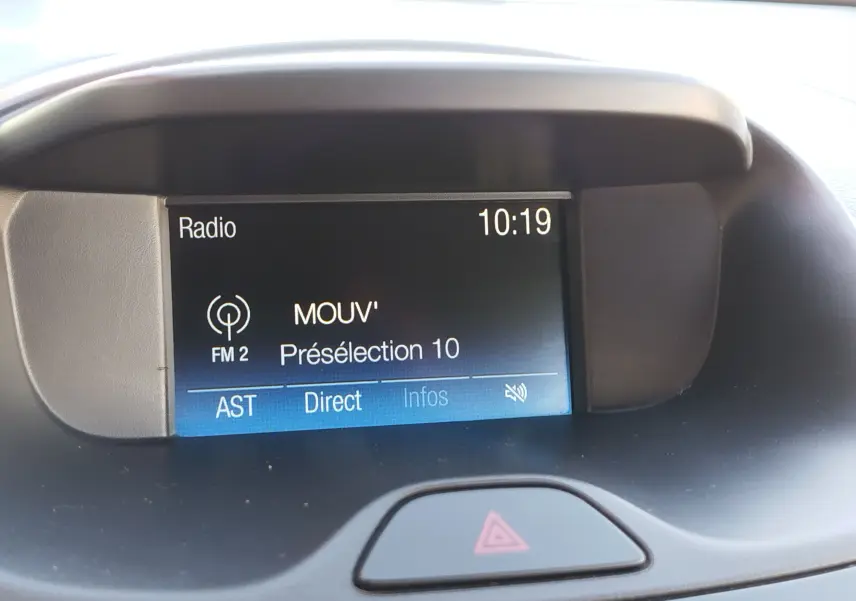 Radio 10:19
MOUV'
FM 2 Présélection 10
AST Direct Infos